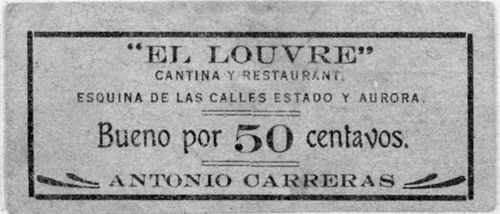 "EL LOUVRE"
CANTINA Y RESTAURANT.
ESQUINA DE LAS CALLES ESTADO Y AURORA.
Bueno por 50 centavos.
ANTONIO CARRERAS